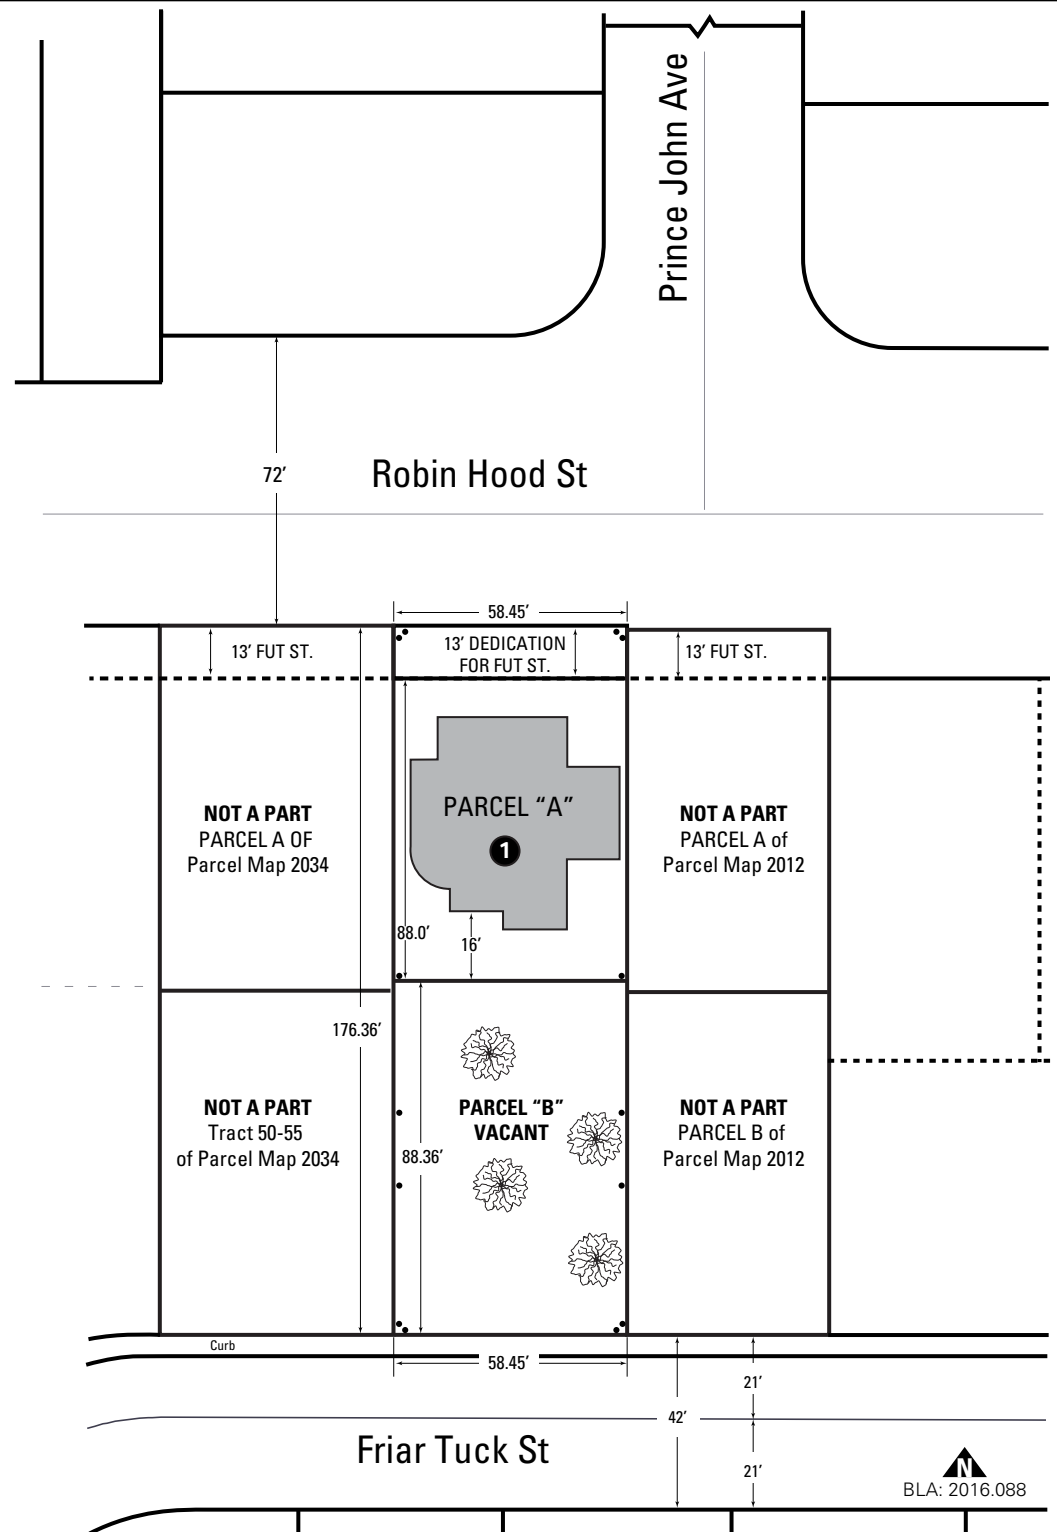 Prince John Ave
72’
Robin Hood St
58.45’
13’ FUT ST.
13’ DEDICATION
FOR FUT ST.
13’ FUT ST.
NOT A PART
PARCEL A OF
Parcel Map 2034
PARCEL “A”
1
NOT A PART
PARCEL A of
Parcel Map 2012
88.0’
16’
176.36’
NOT A PART
Tract 50-55
of Parcel Map 2034
PARCEL “B”
VACANT
88.36’
NOT A PART
PARCEL B of
Parcel Map 2012
Curb
58.45’
21’
42’
Friar Tuck St
21’
N
BLA: 2016.088